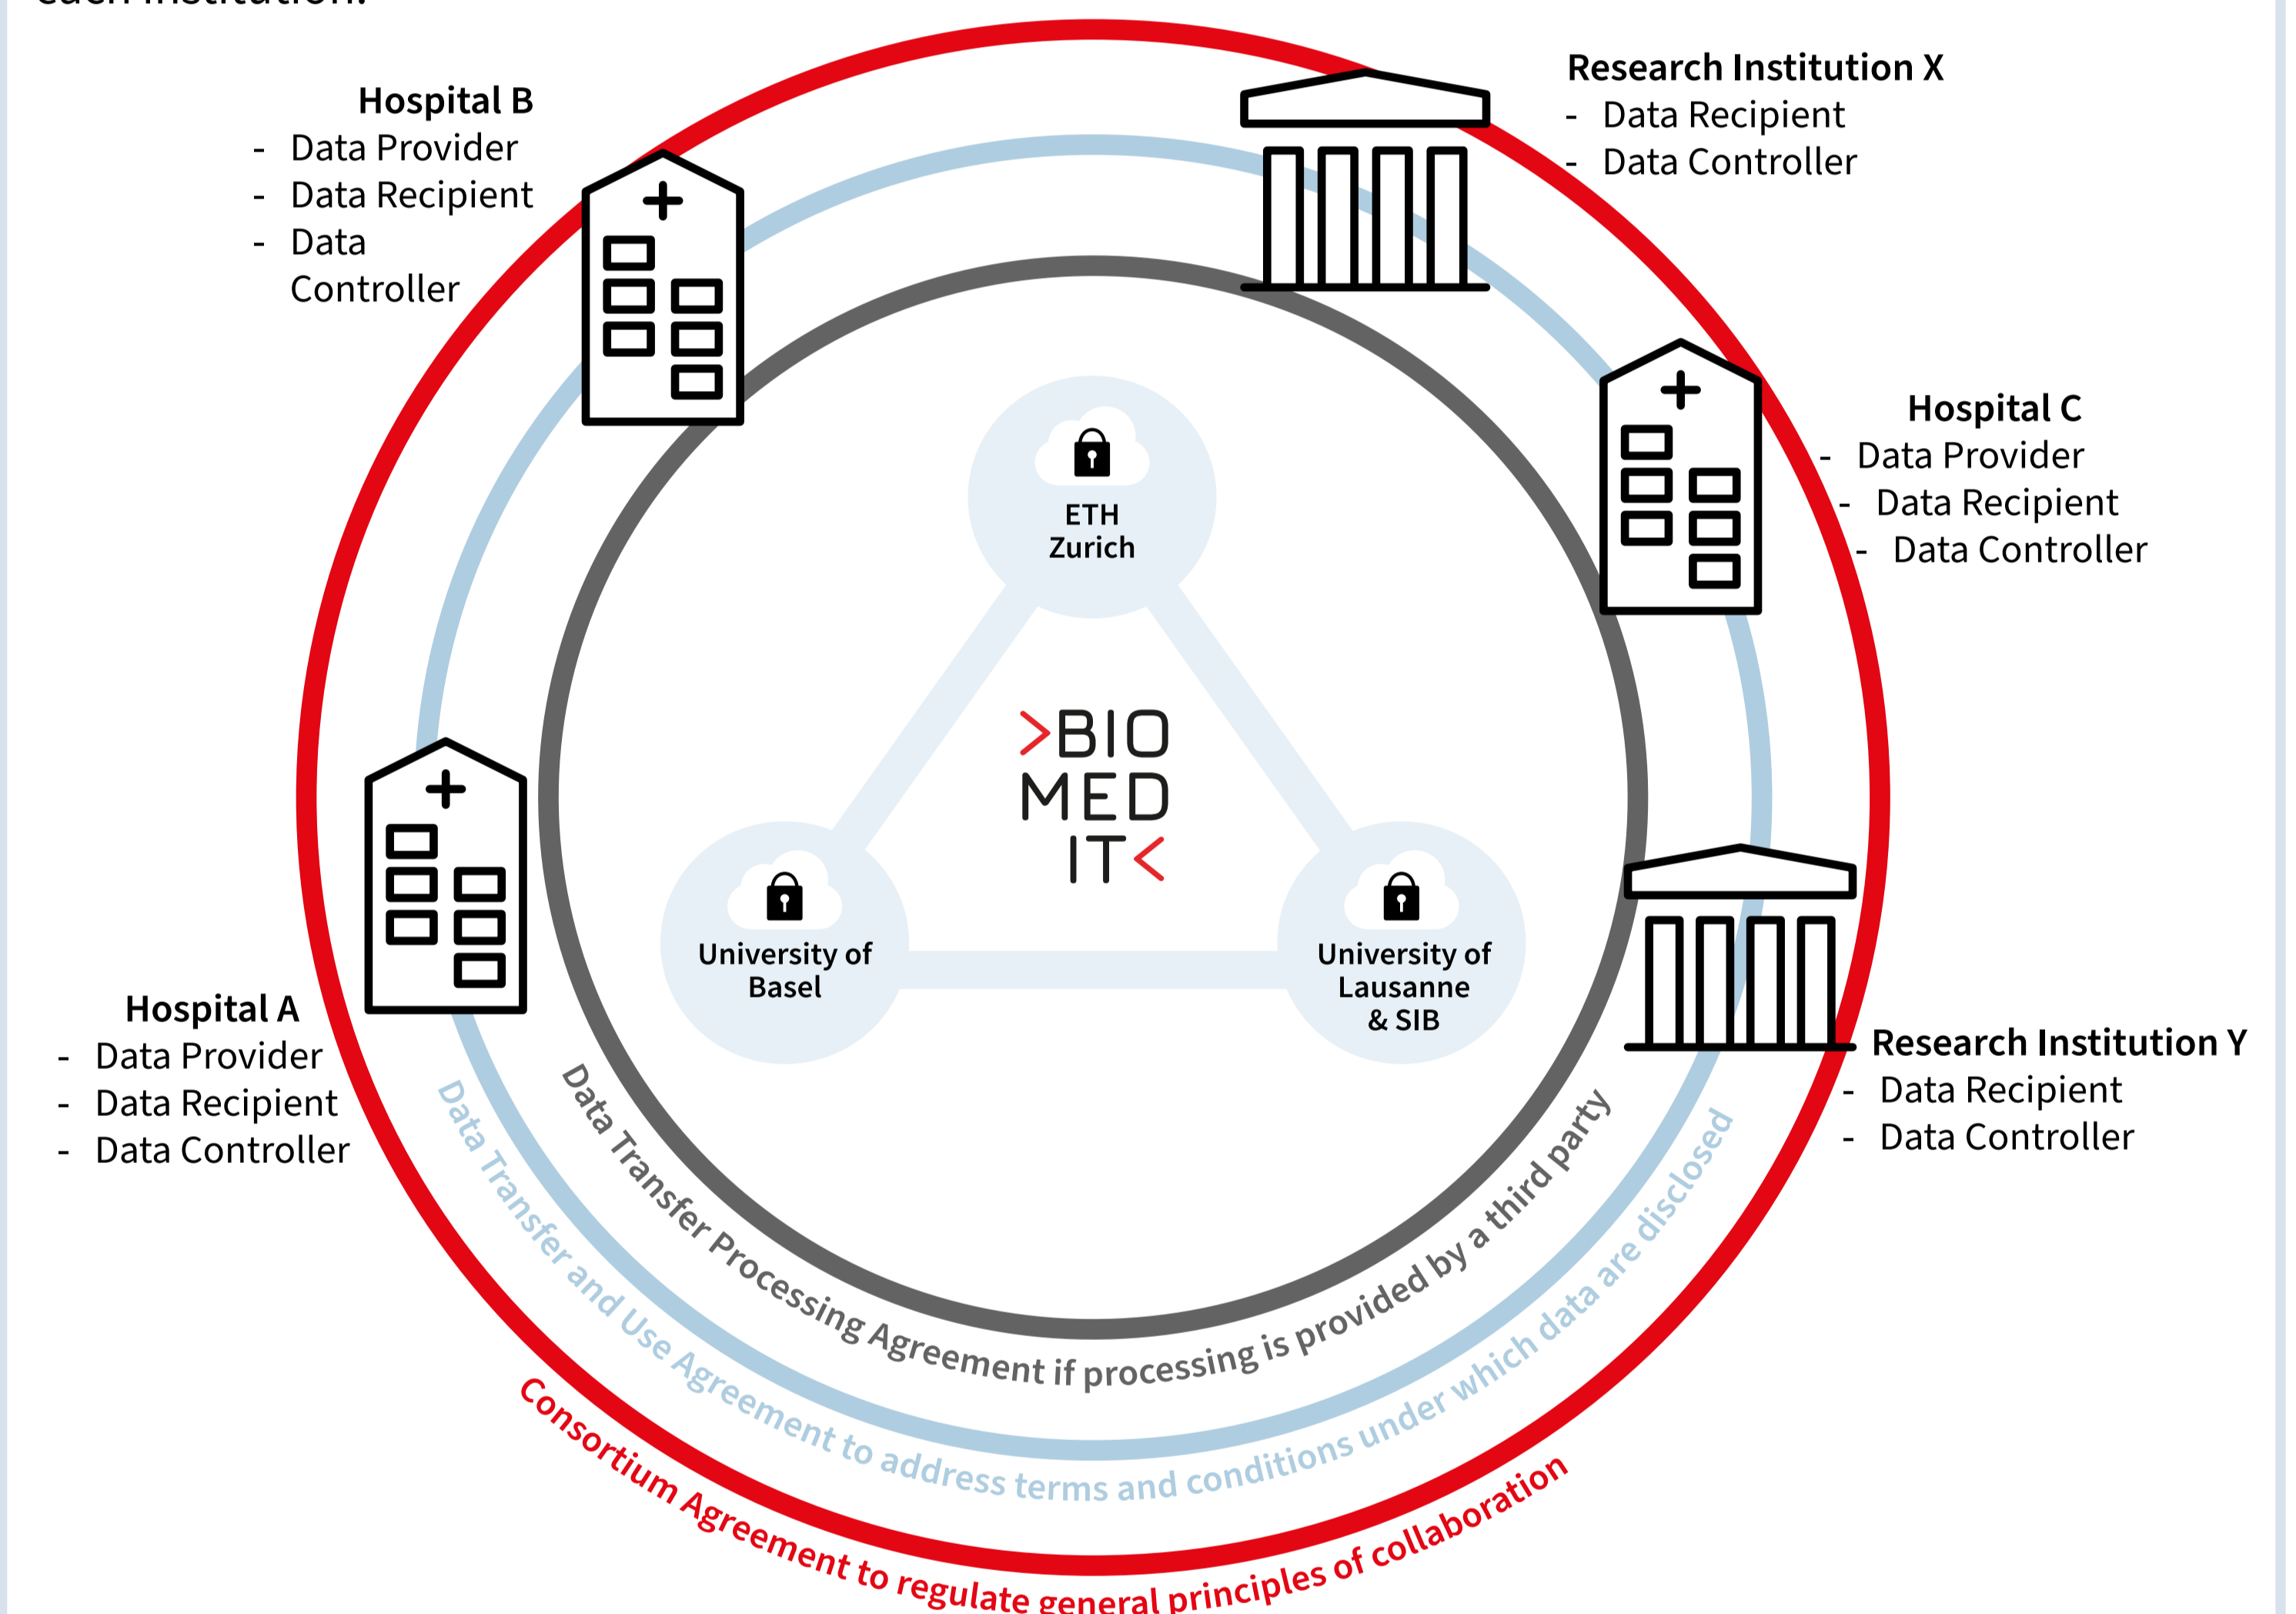 each institution.
Hospital B
- Data Provider
- Data Recipient
- Data
Controller
Research Institution X
- Data Recipient
- Data Controller
Hospital C
- Data Provider
- Data Recipient
- Data Controller
ETH
Zurich
>BIO
MED
IT<
University of
Basel
University of
Lausanne
& SIB
Hospital A
- Data Provider
- Data Recipient
- Data Controller
Research Institution Y
- Data Recipient
- Data Controller
Data Transfer Processing Agreement if processing is provided by a third party
Data Transfer and Use Agreement to address terms and conditions under which data are disclosed
Consortium Agreement to regulate general principles of collaboration